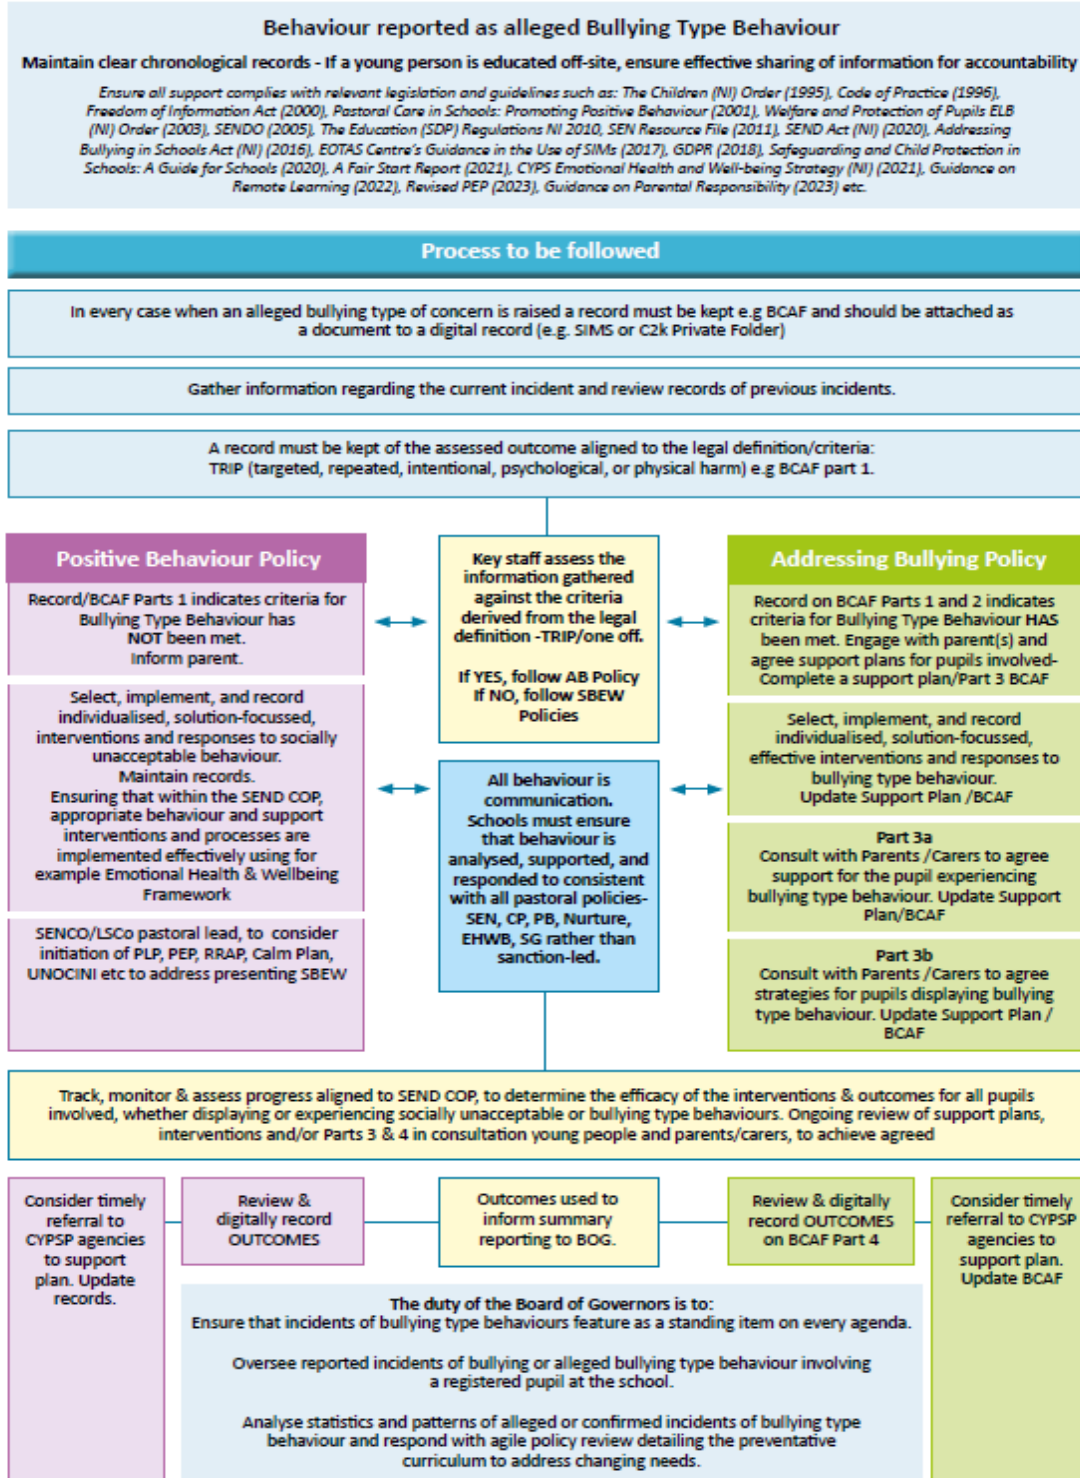 Behaviour reported as alleged Bullying Type Behaviour
Maintain clear chronological records - If a young person is educated off-site, ensure effective sharing of information for accountability
Ensure all support complies with relevant legislation and guidelines such as: The Children (NI) Order (1995), Code of Practice (1996),
Freedom of Information Act (2000), Pastoral Care in Schools: Promoting Positive Behaviour (2001), Welfare and Protection of Pupils ELB
(NI) Order (2003), SENDO (2005), The Education (SDP) Regulations NI 2010, SEN Resource File (2011), SEND Act (NI) (2020), Addressing
Bullying in Schools Act (NI) (2016), EOTAS Centre's Guidance in the Use of SIMs (2017), GDPR (2018), Safeguarding and Child Protection in
Schools: A Guide for Schools (2020), A Fair Start Report (2021), CYPS Emotional Health and Well-being Strategy (NI) (2021), Guidance on
Remote Learning (2022), Revised PEP (2023), Guidance on Parental Responsibility (2023) etc.
Process to be followed
In every case when an alleged bullying type of concern is raised a record must be kept e.g BCAF and should be attached as
a document to a digital record (e.g. SIMS or C2k Private Folder)
Gather information regarding the current incident and review records of previous incidents.
A record must be kept of the assessed outcome aligned to the legal definition/criteria:
TRIP (targeted, repeated, intentional, psychological, or physical harm) e.g BCAF part 1.
Positive Behaviour Policy
Record/BCAF Parts 1 indicates criteria for
Bullying Type Behaviour has
NOT been met.
Inform parent.
Select, implement, and record
individualised, solution-focussed,
interventions and responses to socially
unacceptable behaviour.
Maintain records.
Ensuring that within the SEND COP,
appropriate behaviour and support
interventions and processes are
implemented effectively using for
example Emotional Health & Wellbeing
Framework
SENCO/LSCo pastoral lead, to consider
initiation of PLP, PEP, RRAP, Calm Plan,
UNOCINI etc to address presenting SBEW
Key staff assess the
information gathered
against the criteria
derived from the legal
definition -TRIP/one off.
If YES, follow AB Policy
If NO, follow SBEW
Policies
All behaviour is
communication.
Schools must ensure
that behaviour is
analysed, supported, and
responded to consistent
with all pastoral policies-
SEN, CP, PB, Nurture,
EHWB, SG rather than
sanction-led.
Addressing Bullying Policy
Record on BCAF Parts 1 and 2 indicates
criteria for Bullying Type Behaviour HAS
been met. Engage with parent(s) and
agree support plans for pupils involved-
Complete a support plan/Part 3 BCAF
Select, implement, and record
individualised, solution-focussed,
effective interventions and responses to
bullying type behaviour.
Update Support Plan /BCAF
Part 3a
Consult with Parents /Carers to agree
support for the pupil experiencing
bullying type behaviour. Update Support
Plan/BCAF
Part 3b
Consult with Parents /Carers to agree
strategies for pupils displaying bullying
type behaviour. Update Support Plan /
BCAF
Track, monitor & assess progress aligned to SEND COP, to determine the efficacy of the interventions & outcomes for all pupils
involved, whether displaying or experiencing socially unacceptable or bullying type behaviours. Ongoing review of support plans,
interventions and/or Parts 3 & 4 in consultation young people and parents/carers, to achieve agreed
Consider timely
referral to
CYPSP agencies
to support
plan. Update
records.
Review &
digitally record
OUTCOMES
Outcomes used to
inform summary
reporting to BOG.
Review & digitally
record OUTCOMES
on BCAF Part 4
Consider timely
referral to CYPSP
agencies to
support plan.
Update BCAF
The duty of the Board of Governors is to:
Ensure that incidents of bullying type behaviours feature as a standing item on every agenda.
Oversee reported incidents of bullying or alleged bullying type behaviour involving
a registered pupil at the school.
Analyse statistics and patterns of alleged or confirmed incidents of bullying type
behaviour and respond with agile policy review detailing the preventative
curriculum to address changing needs.